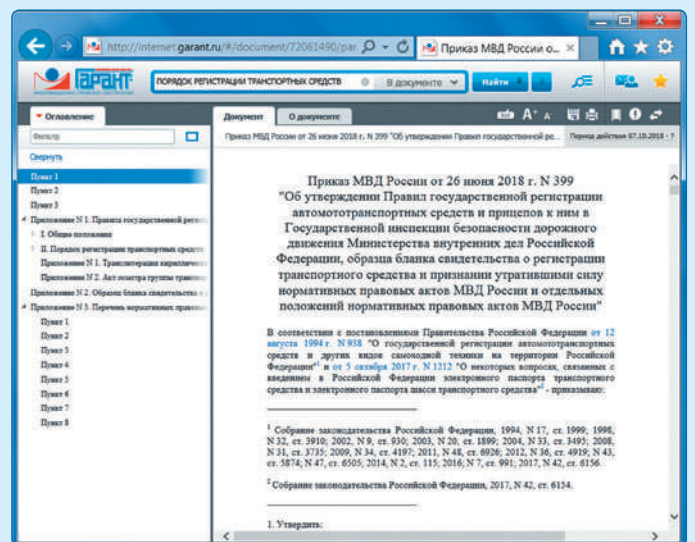 http://internet.garant.ru/#/document/72061490/par
Приказ МВД России о...
ГАРАНТ
ПОРЯДОК РЕГИСТРАЦИИ ТРАНСПОРТНЫХ СРЕДСТВ
В документе
Найти
Оглавление
Документ
О документе
Фильтр
Приказ МВД России от 26 июня 2018 г. N 399 "Об утверждении Правил государственной ре...
Период действия 07.10.2018 - ?
Свернуть
Пункт 1
Пункт 2
Пункт 3
Приложение N 1. Правила государственной регис
I. Общие положения
II. Порядок регистрации транспортных средств
Приложение N 1. Транслитерация кириллическ
Приложение N 2. Акт осмотра группы транспо
Приложение N 2. Образец бланка свидетельства о
Приложение N 3. Перечень нормативных правовы
Пункт 1
Пункт 2
Пункт 3
Пункт 4
Пункт 5
Пункт 6
Пункт 7
Пункт 8
Приказ МВД России от 26 июня 2018 г. N 399
"Об утверждении Правил государственной регистрации
автомототранспортных средств и прицепов к ним в
Государственной инспекции безопасности дорожного
движения Министерства внутренних дел Российской
Федерации, образца бланка свидетельства о регистрации
транспортного средства и признании утратившими силу
нормативных правовых актов МВД России и отдельных
положений нормативных правовых актов МВД России"
В соответствии с постановлениями Правительства Российской Федерации от 12
августа 1994 г. N 938 "О государственной регистрации автомототранспортных
средств и других видов самоходной техники на территории Российской
Федерации"1 и от 5 октября 2017 г. N 1212 "О некоторых вопросах, связанных с
введением в Российской Федерации электронного паспорта транспортного
средства и электронного паспорта шасси транспортного средства"2 - приказываю:
1 Собрание законодательства Российской Федерации, 1994, N 17, ст. 1999; 1998,
N 32, ст. 3910; 2002, N 9, ст. 930; 2003, N 20, ст. 1899; 2004, N 33, ст. 3495; 2008,
N 31, ст. 3735; 2009, N 34, ст. 4197; 2011, N 48, ст. 6926; 2012, N 36, ст. 4919; N 43,
ст. 5874; N 47, ст. 6505; 2014, N 2, ст. 115; 2016, N 7, ст. 991; 2017, N 42, ст. 6156.
2 Собрание законодательства Российской Федерации, 2017, N 42, ст. 6154.
1. Утвердить: